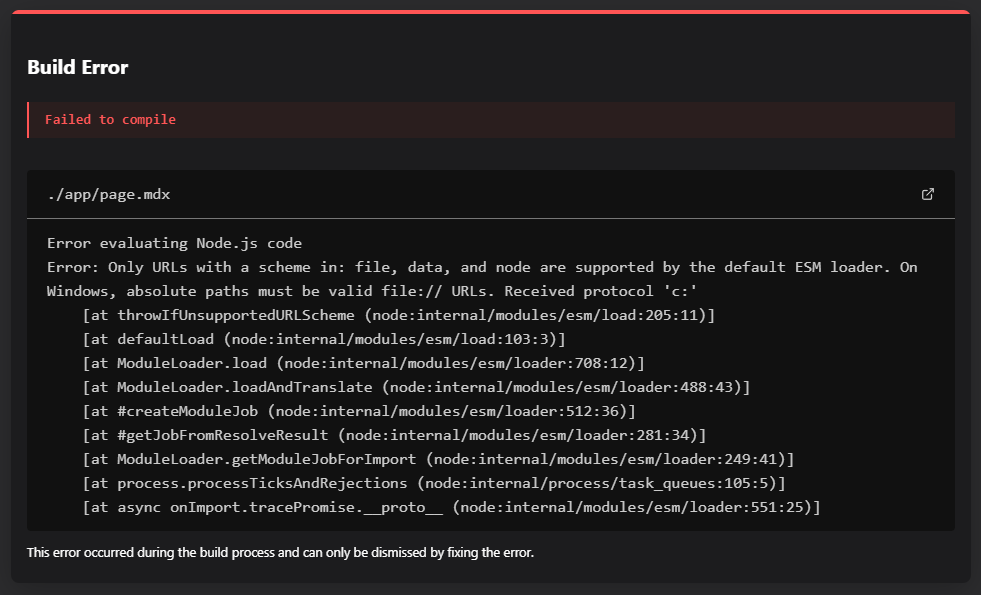 Build Error
Failed to compile
./app/page.mdx
Error evaluating Node.js code
Error: Only URLs with a scheme in: file, data, and node are supported by the default ESM loader. On
Windows, absolute paths must be valid file:// URLs. Received protocol 'c:'
[at throwIfUnsupportedURLScheme (node:internal/modules/esm/load:205:11)]
[at defaultLoad (node:internal/modules/esm/load:103:3)]
[at ModuleLoader.load (node:internal/modules/esm/loader:708:12)]
[at ModuleLoader.loadAndTranslate (node:internal/modules/esm/loader:488:43)]
[at #createModuleJob (node:internal/modules/esm/loader:512:36)]
[at #getJobFromResolveResult (node:internal/modules/esm/loader:281:34)]
[at ModuleLoader.getModuleJobForImport (node:internal/modules/esm/loader:249:41)]
[at process.processTicksAndRejections (node:internal/process/task_queues:105:5)]
[at async onImport.tracePromise.__proto__ (node:internal/modules/esm/loader:551:25)]
This error occurred during the build process and can only be dismissed by fixing the error.